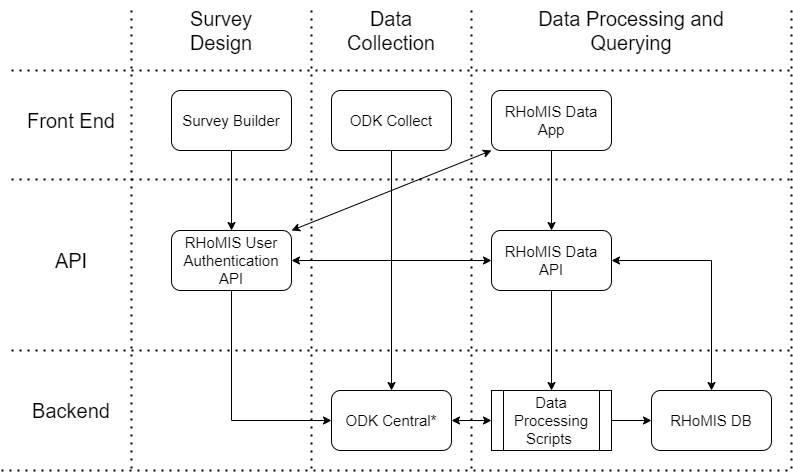 Survey
Design
Data
Collection
Data Processing and
Querying
Front End
Survey Builder
ODK Collect
RHoMIS Data
App
API
RHoMIS User
Authentication
API
RHoMIS Data
API
Backend
ODK Central*
Data
Processing
Scripts
RHoMIS DB